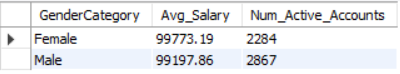 GenderCategory Avg_Salary Num_Active_Accounts
Female 99773.19 2284
Male 99197.86 2867